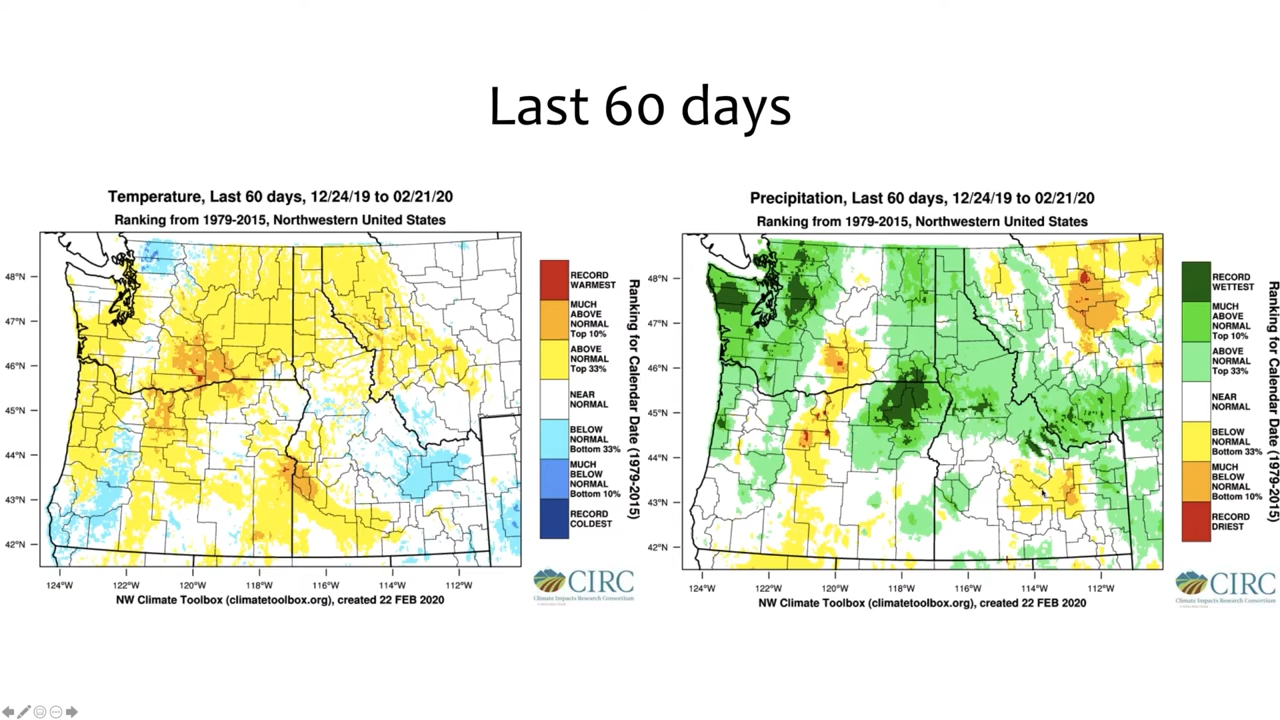 Last 60 days
Temperature, Last 60 days, 12/24/19 to 02/21/20
Ranking from 1979-2015, Northwestern United States
48°N
47°N
46°N
45°N
44°N
43°N
42°N
124°W 122°W 120°W 118°W 116°W 114°W 112°W
NW Climate Toolbox (climatetoolbox.org), created 22 FEB 2020
RECORD
WARMEST
MUCH
ABOVE
NORMAL
Top 10%
ABOVE
NORMAL
Top 33%
NEAR
NORMAL
BELOW
NORMAL
Bottom 33%
MUCH
BELOW
NORMAL
Bottom 10%
RECORD
COLDEST
Ranking for Calendar Date (1979-2015)
CIRC
Climate Impacts Research Consortium
Precipitation, Last 60 days, 12/24/19 to 02/21/20
Ranking from 1979-2015, Northwestern United States
48°N
47°N
46°N
45°N
44°N
43°N
42°N
124°W 122°W 120°W 118°W 116°W 114°W 112°W
NW Climate Toolbox (climatetoolbox.org), created 22 FEB 2020
RECORD
WETTEST
MUCH
ABOVE
NORMAL
Top 10%
ABOVE
NORMAL
Top 33%
NEAR
NORMAL
BELOW
NORMAL
Bottom 33%
MUCH
BELOW
NORMAL
Bottom 10%
RECORD
DRIEST
Ranking for Calendar Date (1979-2015)
CIRC
Climate Impacts Research Consortium